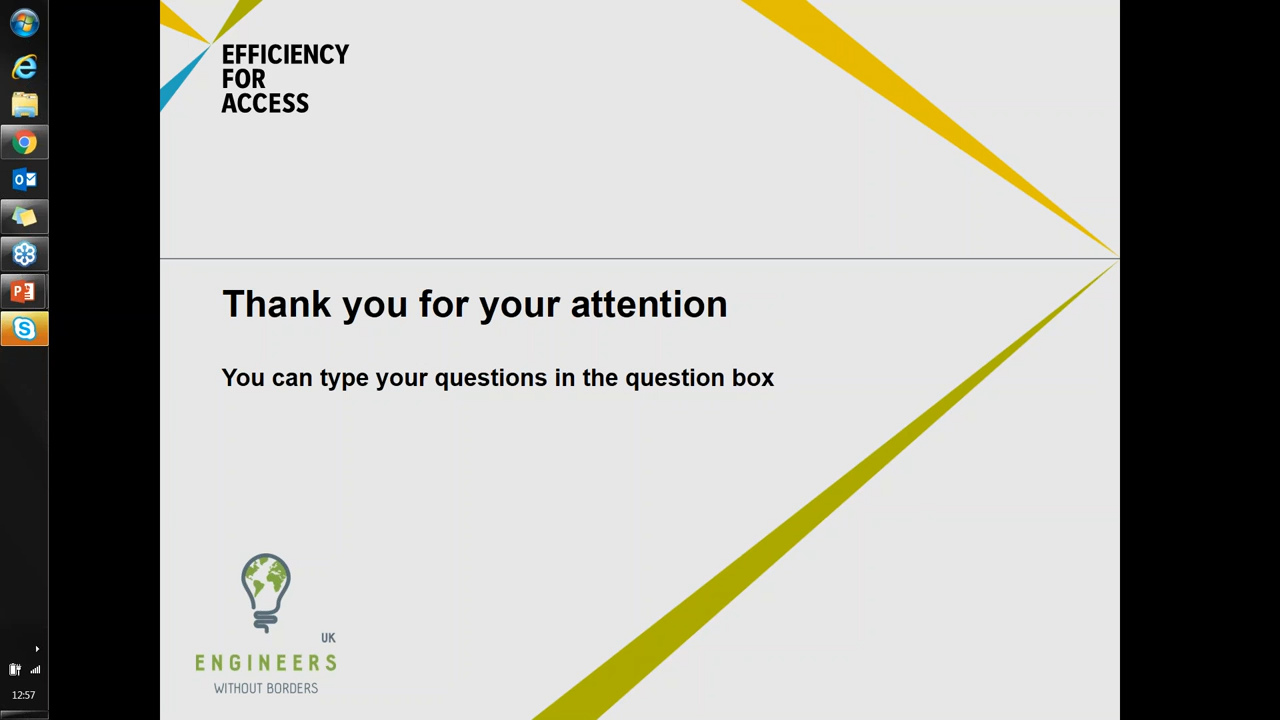 EFFICIENCY
FOR
ACCESS
Thank you for your attention
You can type your questions in the question box
UK
ENGINEERS
WITHOUT BORDERS
12:57